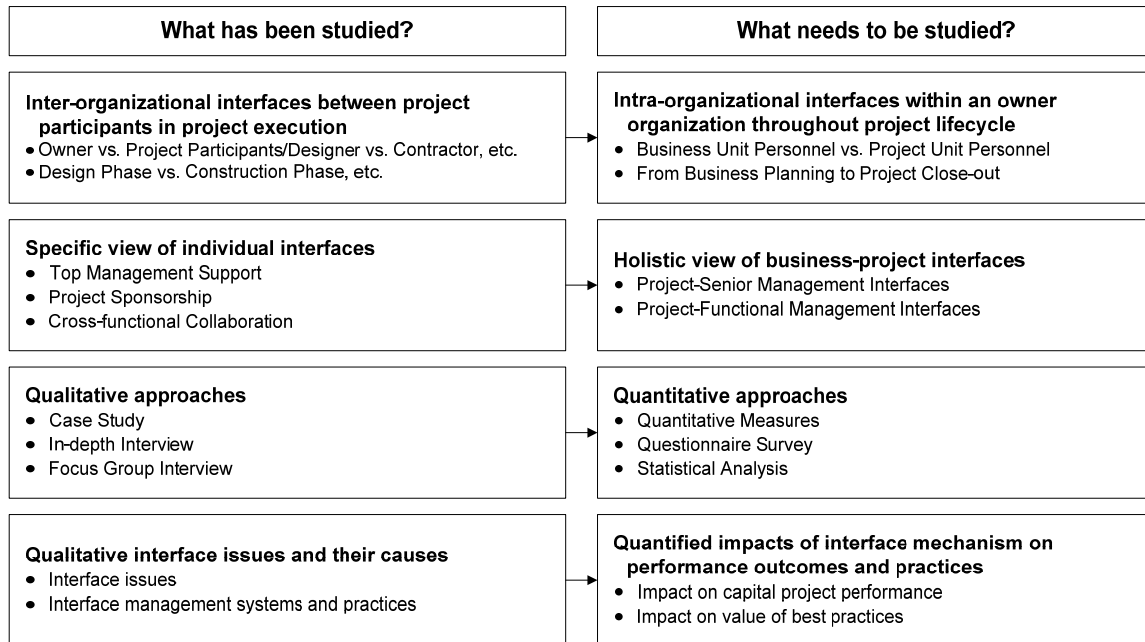 What has been studied?
What needs to be studied?
Inter-organizational interfaces between project
participants in project execution
● Owner vs. Project Participants/Designer vs. Contractor, etc.
● Design Phase vs. Construction Phase, etc.
Intra-organizational interfaces within an owner
organization throughout project lifecycle
● Business Unit Personnel vs. Project Unit Personnel
● From Business Planning to Project Close-out
Specific view of individual interfaces
● Top Management Support
● Project Sponsorship
● Cross-functional Collaboration
Holistic view of business-project interfaces
● Project-Senior Management Interfaces
● Project-Functional Management Interfaces
Qualitative approaches
● Case Study
● In-depth Interview
● Focus Group Interview
Quantitative approaches
● Quantitative Measures
● Questionnaire Survey
● Statistical Analysis
Qualitative interface issues and their causes
● Interface issues
● Interface management systems and practices
Quantified impacts of interface mechanism on
performance outcomes and practices
● Impact on capital project performance
● Impact on value of best practices